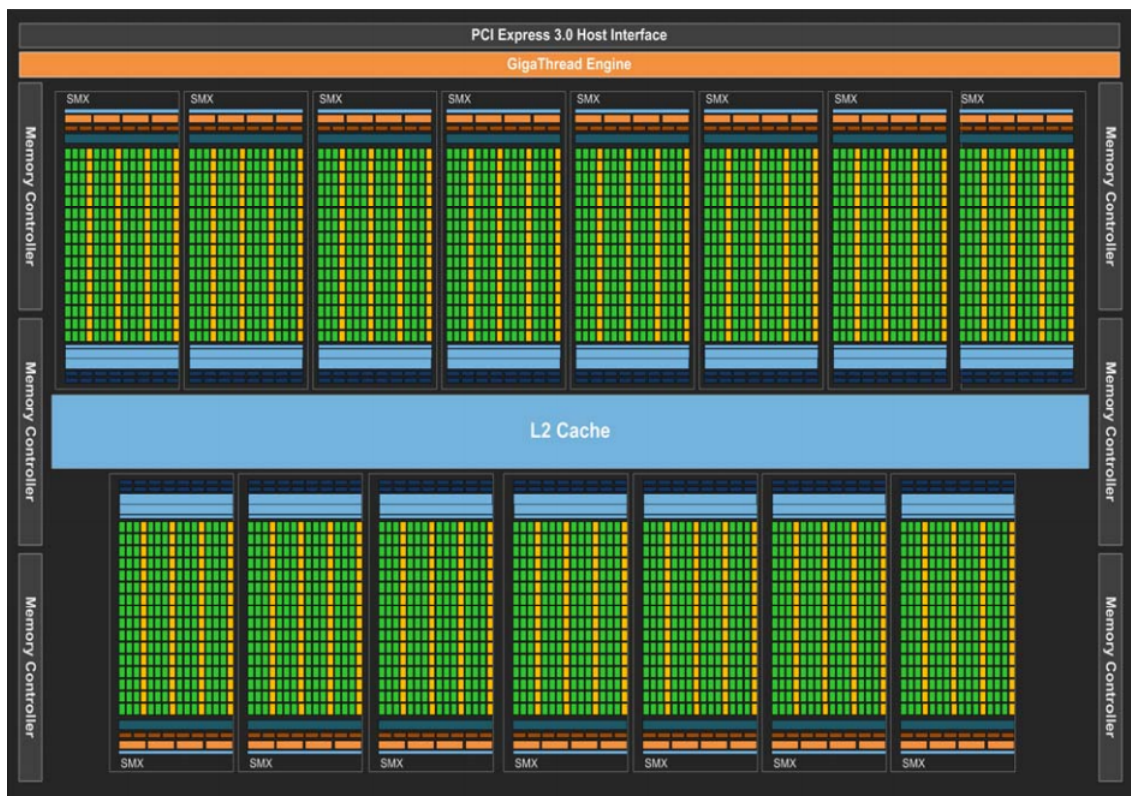 PCI Express 3.0 Host Interface
GigaThread Engine
SMX
SMX
SMX
SMX
SMX
SMX
SMX
SMX
Memory Controller
Memory Controller
Memory Controller
Memory Controller
L2 Cache
Memory Controller
Memory Controller
SMX
SMX
SMX
SMX
SMX
SMX
SMX